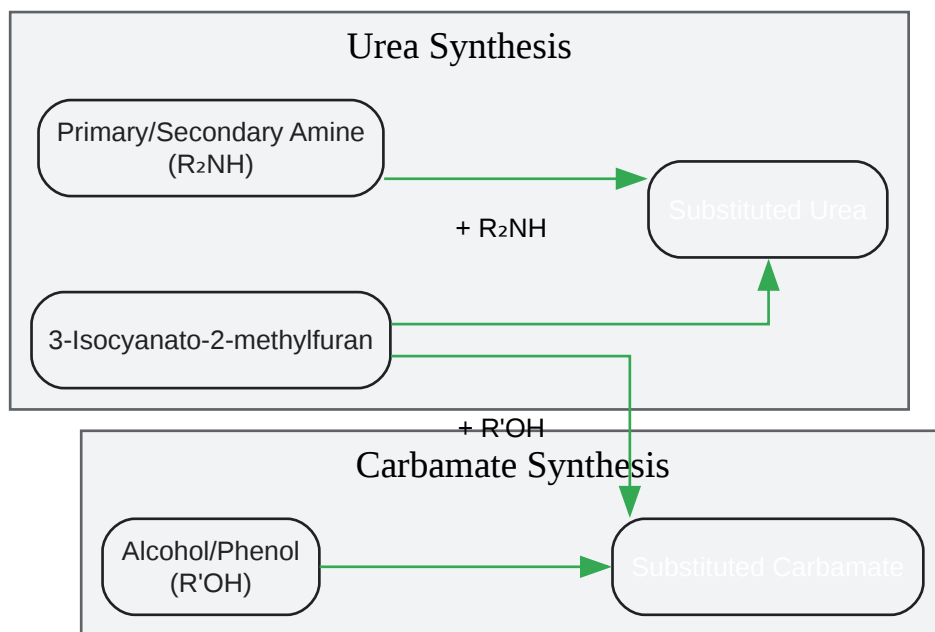 Urea Synthesis
Primary/Secondary Amine
(R₂NH)
Substituted Urea
+ R₂NH
3-Isocyanato-2-methylfuran
+ R'OH
Carbamate Synthesis
Alcohol/Phenol
(R'OH)
Substituted Carbamate